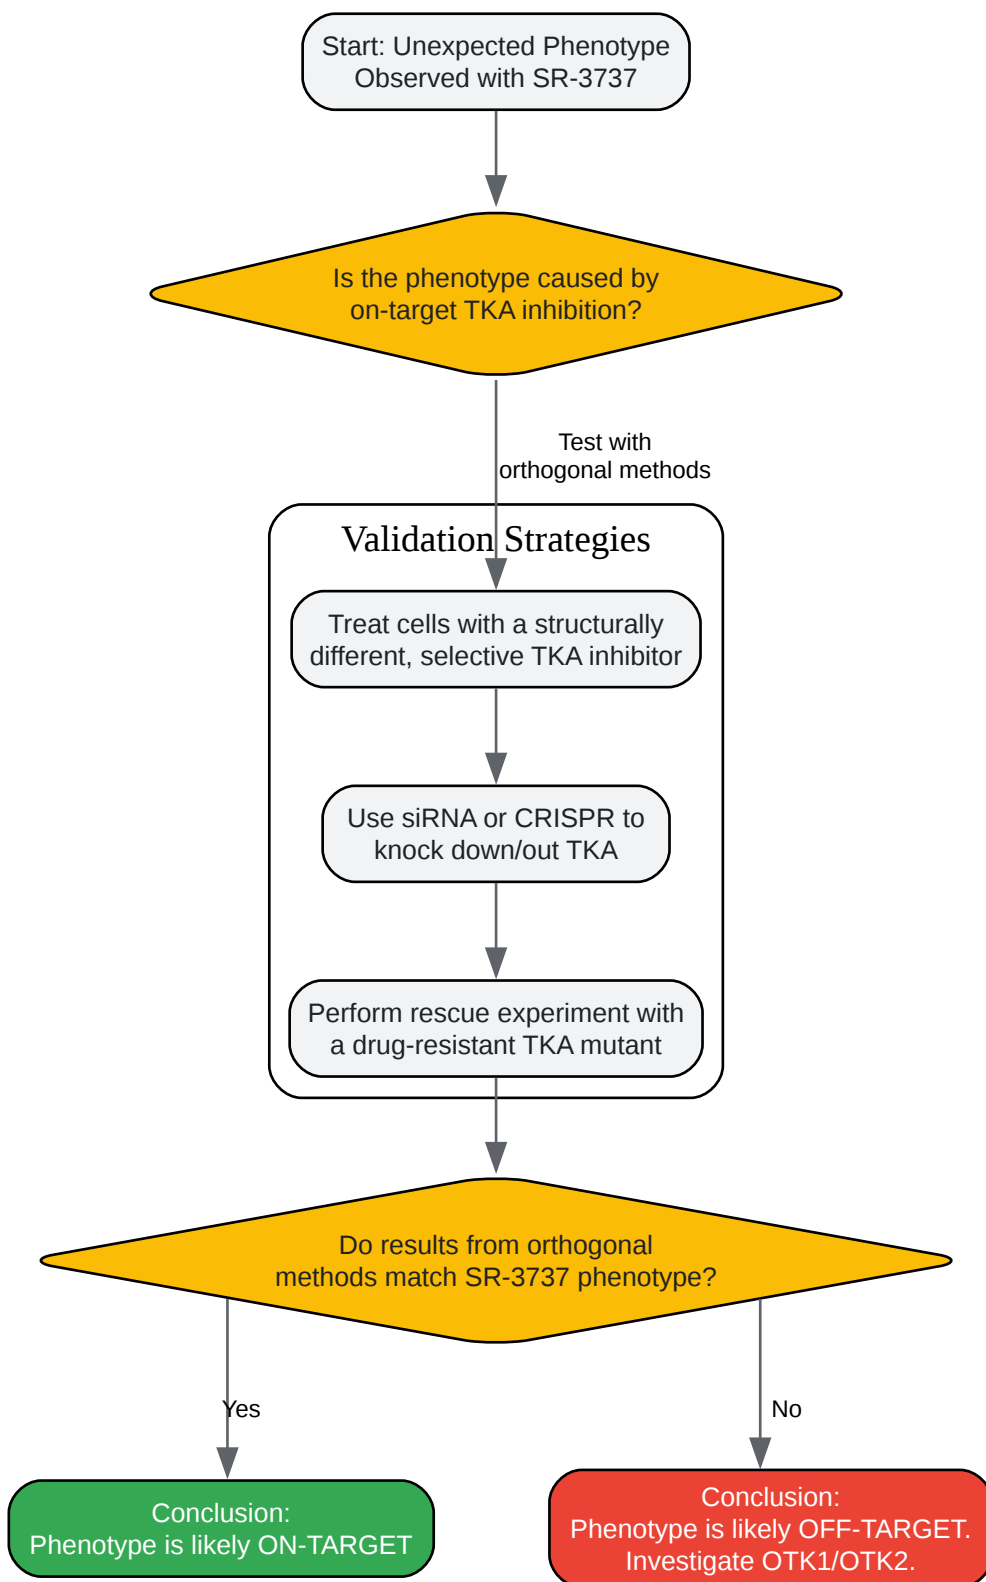 Start: Unexpected Phenotype
Observed with SR-3737
Is the phenotype caused by
on-target TKA inhibition?
Test with
orthogonal methods
Validation Strategies
Treat cells with a structurally
different, selective TKA inhibitor
Use siRNA or CRISPR to
knock down/out TKA
Perform rescue experiment with
a drug-resistant TKA mutant
Do results from orthogonal
methods match SR-3737 phenotype?
Yes
No
Conclusion:
Phenotype is likely ON-TARGET
Conclusion:
Phenotype is likely OFF-TARGET.
Investigate OTK1/OTK2.